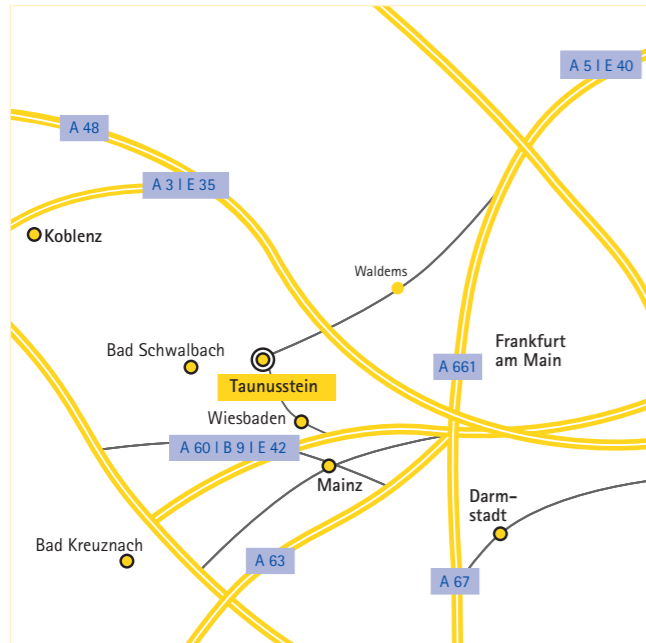 A 5 I E 40
A 48
A 3 I E 35
Koblenz
Waldems
Bad Schwalbach
Frankfurt
am Main
A 661
Taunusstein
Wiesbaden
A 60 I B 9 I E 42
Mainz
Darm-
stadt
Bad Kreuznach
A 63
A 67